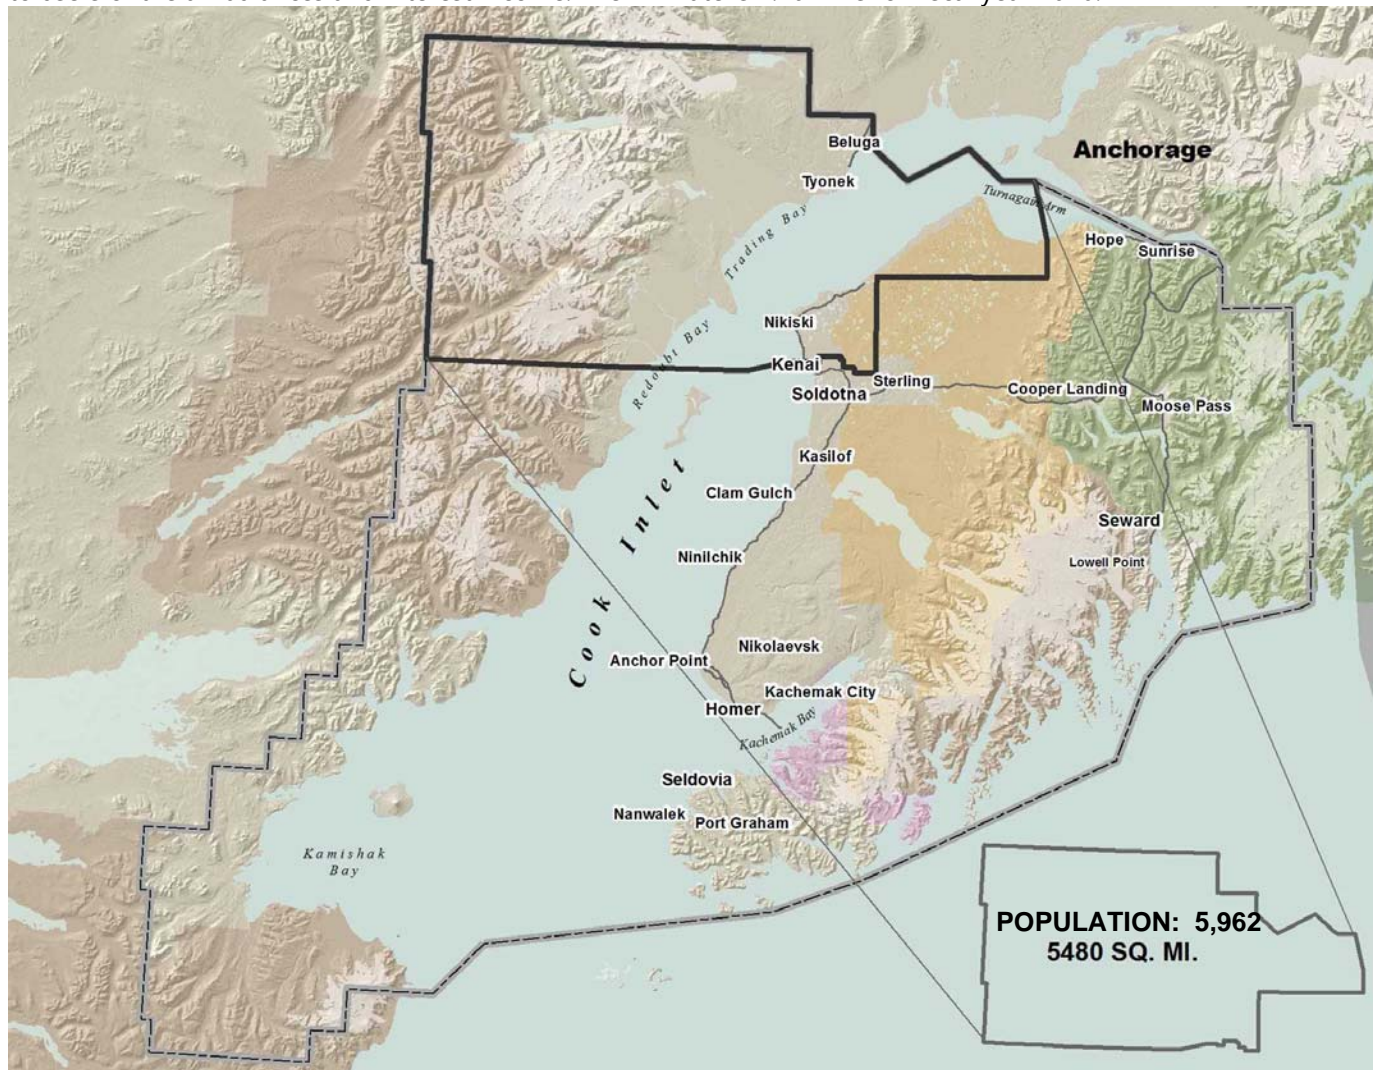 Beluga
Anchorage
Tyonek
Turnagain Arm
Trading Bay
Hope
Sunrise
Nikiski
Redoubt Bay
Kenai
Sterling
Soldotna
Cooper Landing
Moose Pass
Kasilof
Clam Gulch
Cook Inlet
Seward
Ninilchik
Lowell Point
Nikolaevsk
Anchor Point
Kachemak City
Homer
Kachemak Bay
Seldovia
Nanwalek
Port Graham
Kamishak
Bay
POPULATION: 5,962
5480 SQ. MI.